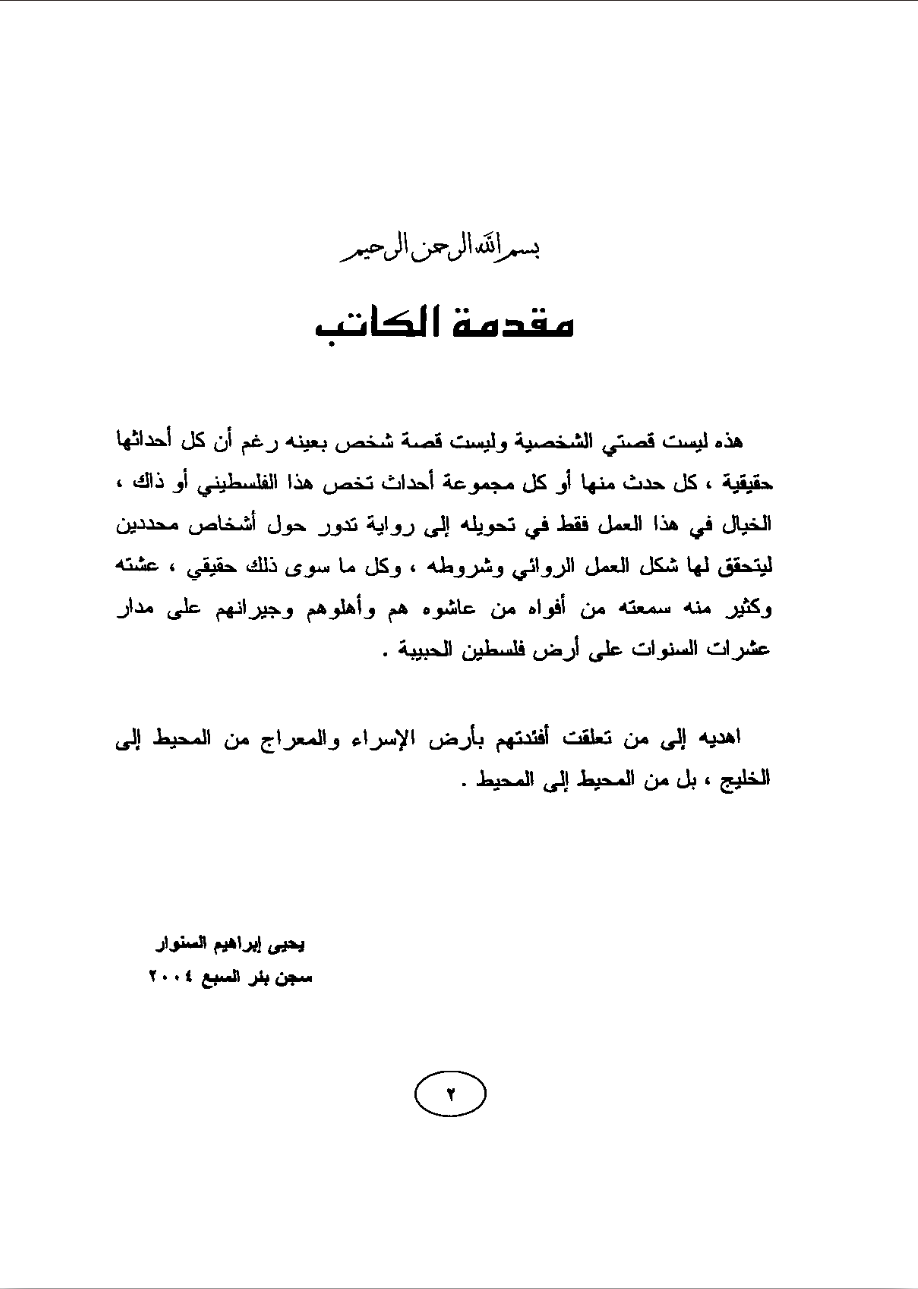 بسم الله الرحمن الرحيم
مقدمة الكاتب
هذه ليست قصتي الشخصية وليست قصة شخص بعينه رغم أن كل أحداثها
حقيقية ، كل حدث منها أو كل مجموعة أحداث تخص هذا الفلسطيني أو ذاك ،
الخيال في هذا العمل فقط في تحويله إلى رواية تدور حول أشخاص محددين
ليتحقق لها شكل العمل الروائي وشروطه ، وكل ما سوى ذلك حقيقي ، عشته
وكثير منه سمعته من أفواه من عاشوه هم وأهلوهم وجيرانهم على مدار
عشرات السنوات على أرض فلسطين الحبيبة .
اهديه إلى من تعلقت أفئدتهم بأرض الإسراء والمعراج من المحيط إلى
الخليج ، بل من المحيط إلى المحيط .
يحيى إبراهيم السنوار
سجن بئر السبع ٢٠٠٤
٢